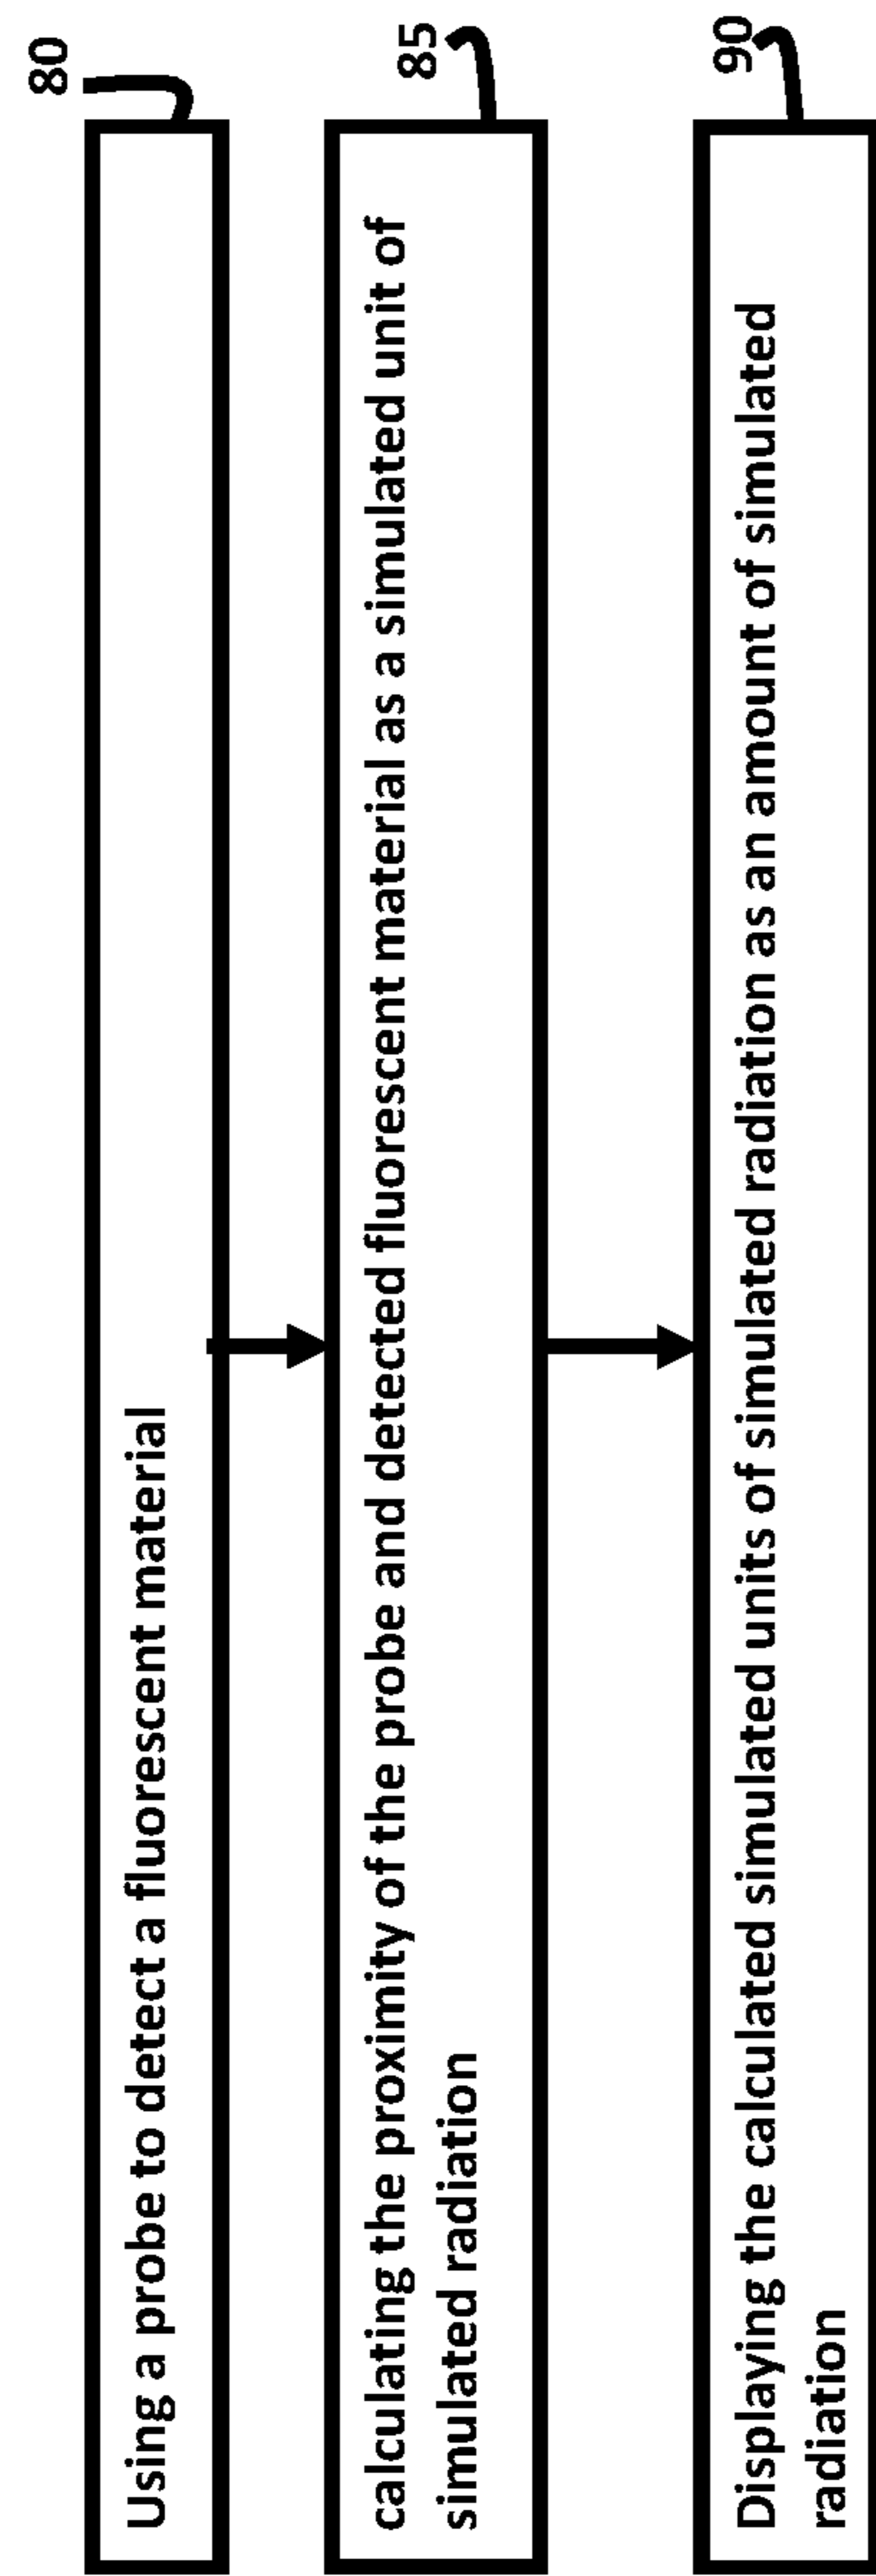 80
Using a probe to detect a fluorescent material
85
calculating the proximity of the probe and detected fluorescent material as a simulated unit of
simulated radiation
90
Displaying the calculated simulated units of simulated radiation as an amount of simulated
radiation